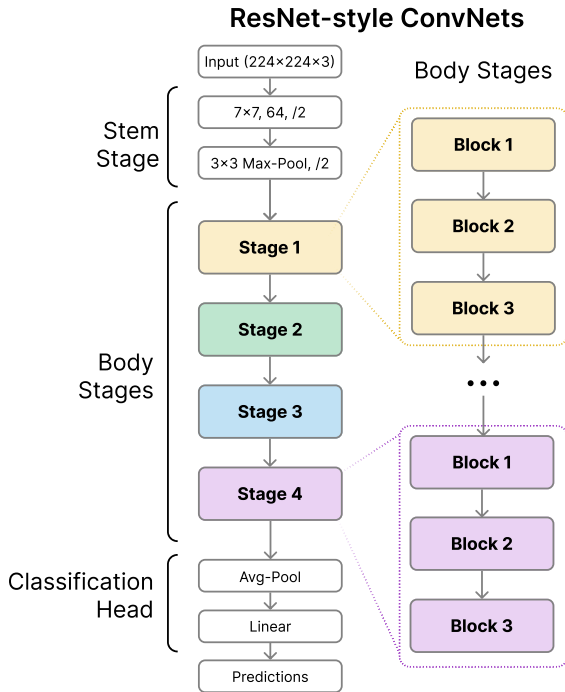 ResNet-style ConvNets
Input (224×224×3)
Body Stages
7×7, 64, /2
Stem
Stage
3×3 Max-Pool, /2
Block 1
Block 2
Block 3
Stage 1
Stage 2
Stage 3
Stage 4
Body
Stages
...
Block 1
Block 2
Block 3
Classification
Head
Avg-Pool
Linear
Predictions